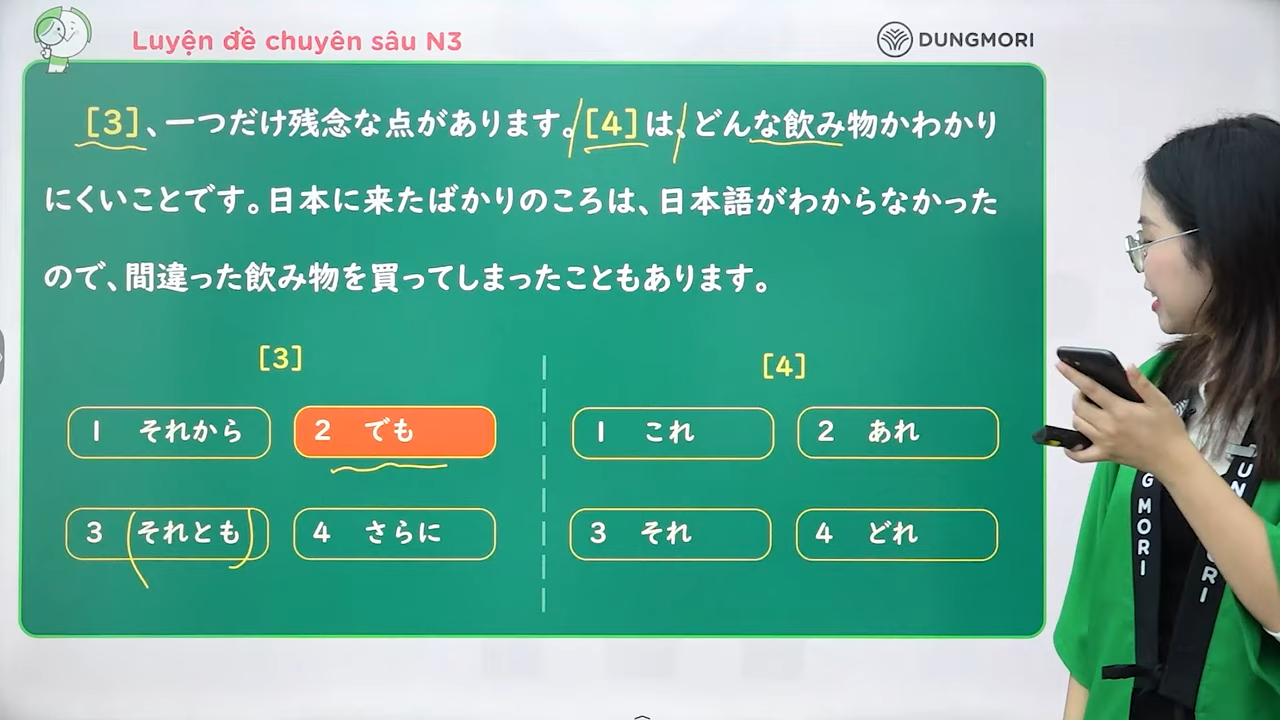 Luyện đề chuyên sâu N3
DUNGMORI
[3]、一つだけ残念な点があります。[4]は、どんな飲み物かわかり
にくいことです。日本に来たばかりのころは、日本語がわからなかった
ので、間違った飲み物を買ってしまったこともあります。
[3]
1 それから
2 でも
3 それとも
4 さらに
[4]
1 これ
2 あれ
3 それ
4 どれ
G MORI
UN
RI